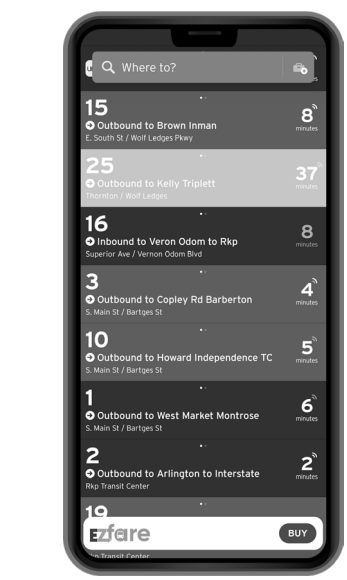 Where to?
15
8
Outbound to Brown Inman
minutes
E. South St / Wolf Ledges Pkwy
25
37
Outbound to Kelly Triplett
minutes
Thornton / Wolf Ledges
16
8
Inbound to Veron Odom to Rkp
minutes
Superior Ave / Vernon Odom Blvd
3
4
Outbound to Copley Rd Barberton
minutes
S. Main St / Bartges St
10
5
Outbound to Howard Independence TC
minutes
S. Main St / Bartges St
1
6
Outbound to West Market Montrose
minutes
S. Main St / Bartges St
2
2
Outbound to Arlington to Interstate
minutes
Rkp Transit Center
19
EZfare
BUY
Rkp Transit Center